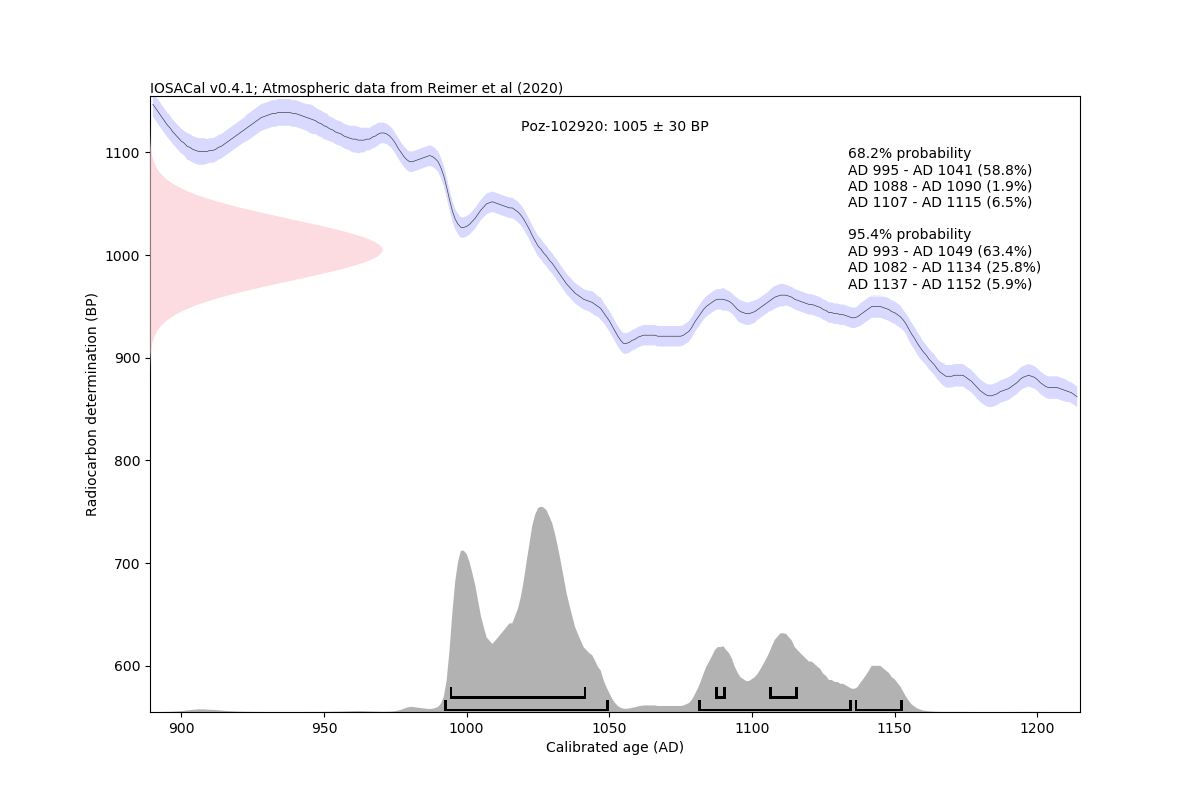 IOSACal v0.4.1; Atmospheric data from Reimer et al (2020)
Poz-102920: 1005 ± 30 BP
68.2% probability
AD 995 - AD 1041 (58.8%)
AD 1088 - AD 1090 (1.9%)
AD 1107 - AD 1115 (6.5%)
95.4% probability
AD 993 - AD 1049 (63.4%)
AD 1082 - AD 1134 (25.8%)
AD 1137 - AD 1152 (5.9%)
Radiocarbon determination (BP)
1100
1000
900
800
700
600
900 950 1000 1050 1100 1150 1200
Calibrated age (AD)